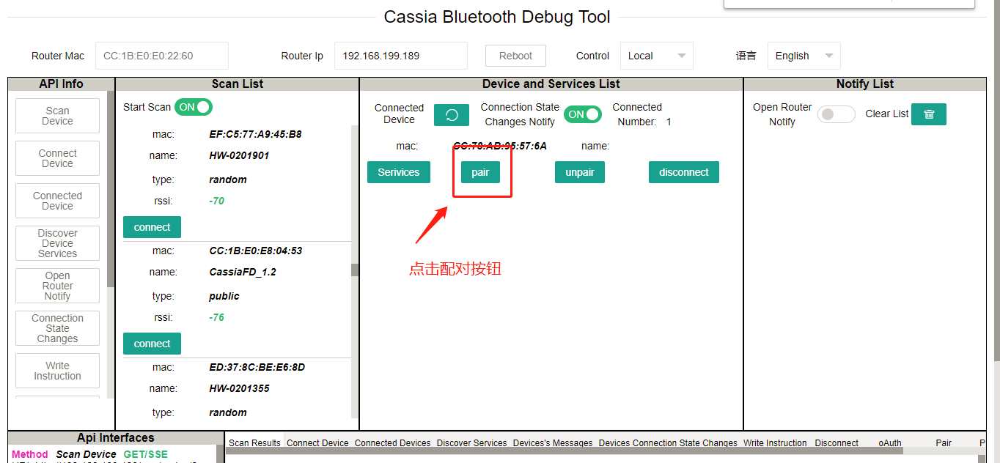 Cassia Bluetooth Debug Tool
Router Mac CC:1B:E0:E0:22:60 Router Ip 192.168.199.189 Reboot Control Local 语言 English
API Info
Scan
Device
Connect
Device
Connected
Device
Discover
Device
Services
Open
Router
Notify
Connection
State
Changes
Write
Instruction
Scan List
Start Scan ON
mac: EF:C5:77:A9:45:B8
name: HW-0201901
type: random
rssi: -70
connect
mac: CC:1B:E0:E8:04:53
name: CassiaFD_1.2
type: public
rssi: -76
connect
mac: ED:37:8C:BE:E6:8D
name: HW-0201355
type: random
Device and Services List
Connected
Device
Connection State
Changes Notify
ON
Connected
Number: 1
mac: CC:78:AB:95:57:6A name:
Serivices pair unpair disconnect
点击配对按钮
Notify List
Open Router
Notify
Clear List
Api Interfaces
Method Scan Device GET/SSE
Scan Results Connect Device Connected Devices Discover Services Devices's Messages Devices Connection State Changes Write Instruction Disconnect oAuth Pair P